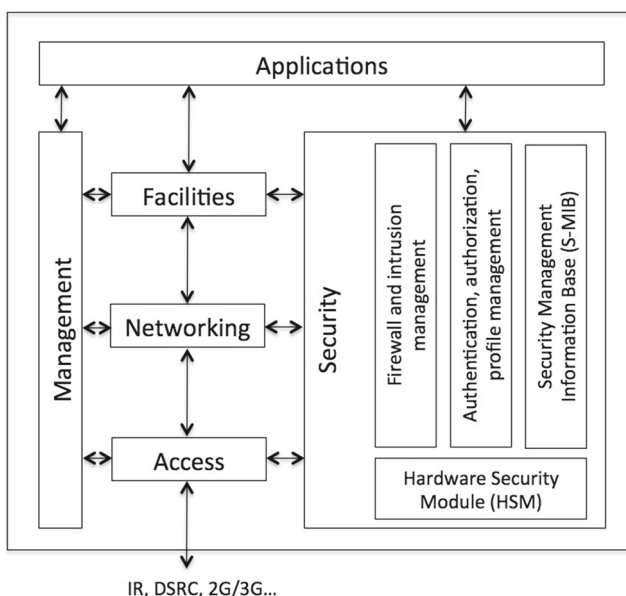 Applications
Facilities
Networking
Access
Management
Security
Firewall and intrusion
management
Authentication, authorization,
profile management
Security Management
Information Base (S-MIB)
Hardware Security
Module (HSM)
IR, DSRC, 2G/3G...